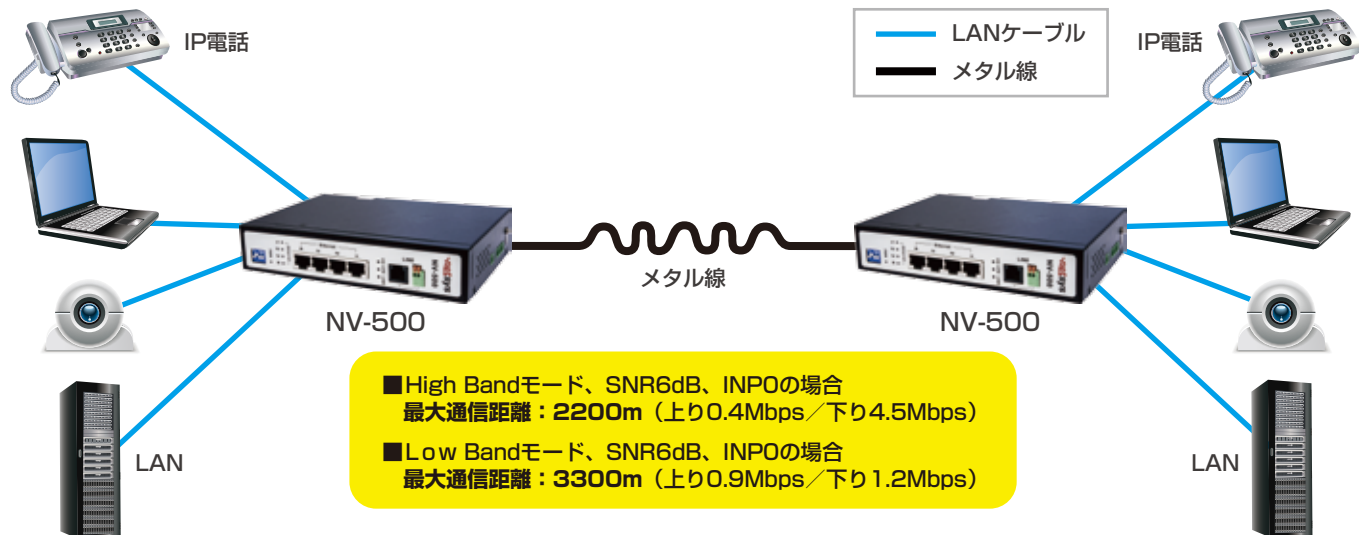 IP電話
LANケーブル
メタル線
IP電話
メタル線
NV-500
NV-500
■High Bandモード、SNR6dB、INP0の場合
最大通信距離：2200m（上り0.4Mbps／下り4.5Mbps）
■Low Bandモード、SNR6dB、INP0の場合
最大通信距離：3300m（上り0.9Mbps／下り1.2Mbps）
LAN
LAN